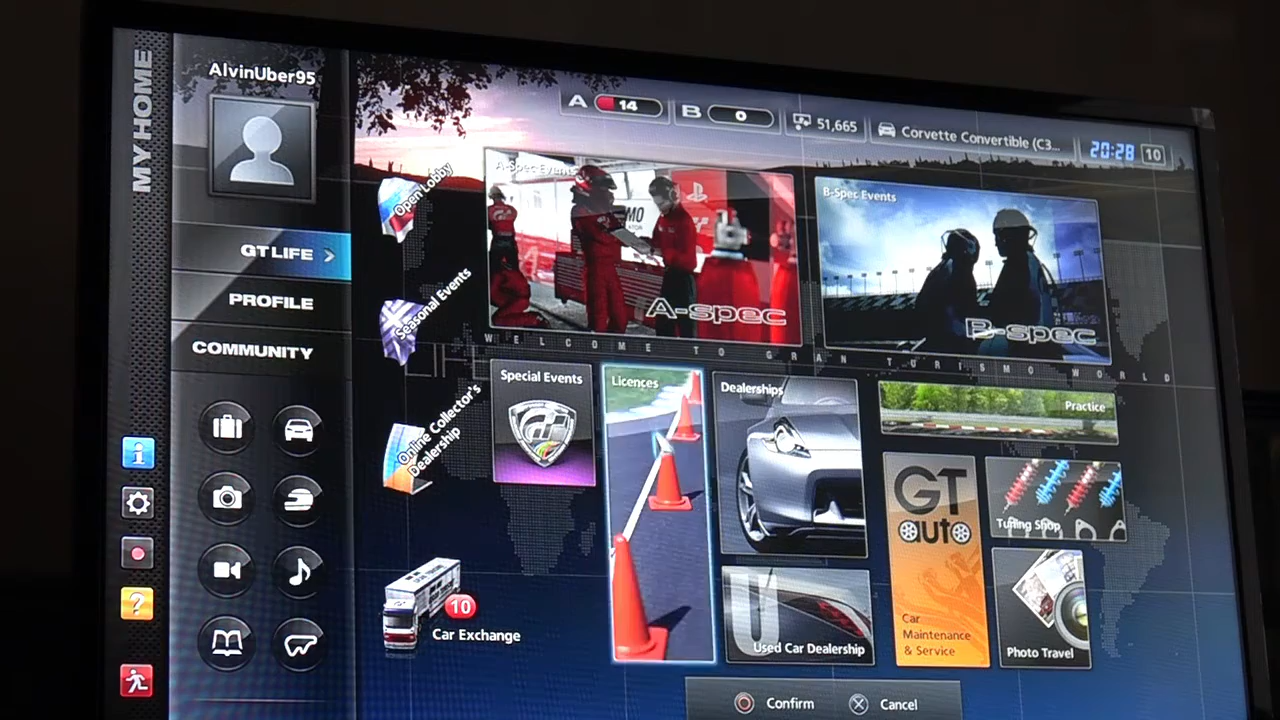 MY HOME
AlvinUber95
GT LIFE
PROFILE
COMMUNITY
A 14
B 0
51,665
Corvette Convertible (C3...
20:28 10
Open Lobby
Seasonal Events
Online Collector's
Dealership
10
Car Exchange
A-Spec Events
A-spec
B-Spec Events
B-spec
WELCOME TO GRAN TURISMO WORLD
Special Events
Licences
Dealerships
Used Car Dealership
Practice
GT
auto
Car
Maintenance
& Service
Tuning Shop
Photo Travel
Confirm
Cancel